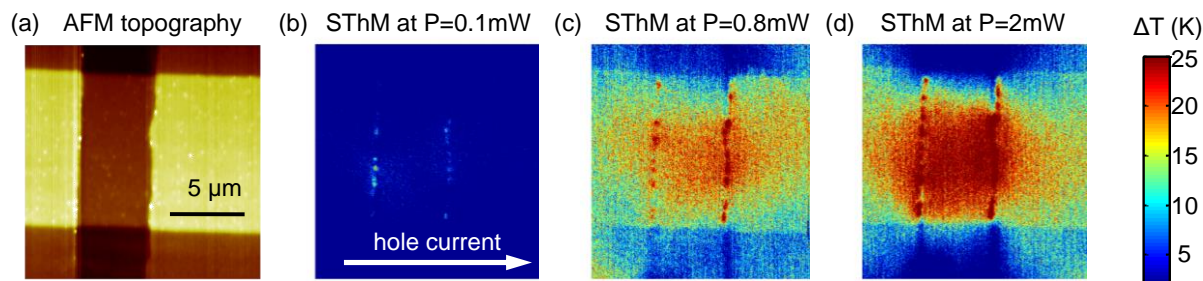 (a) AFM topography
(b) SThM at P=0.1mW
(c) SThM at P=0.8mW
(d) SThM at P=2mW
ΔT (K)
5 µm
hole current
25
20
15
10
5